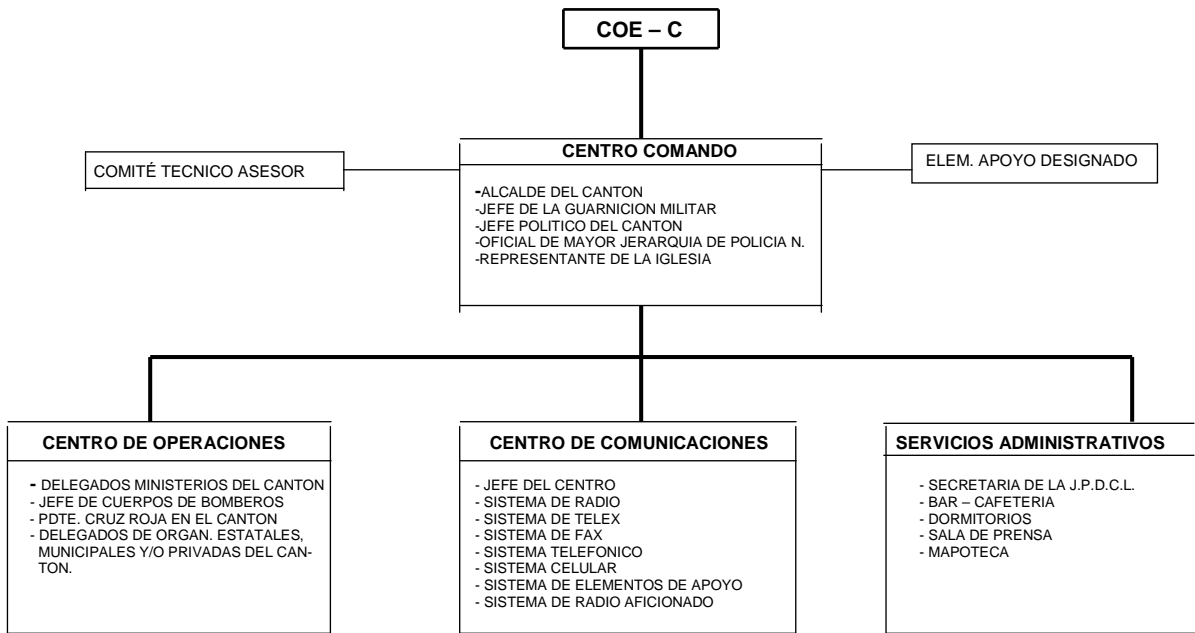 COE – C
COMITÉ TECNICO ASESOR
CENTRO COMANDO
-ALCALDE DEL CANTON
-JEFE DE LA GUARNICION MILITAR
-JEFE POLITICO DEL CANTON
-OFICIAL DE MAYOR JERARQUIA DE POLICIA N.
-REPRESENTANTE DE LA IGLESIA
ELEM. APOYO DESIGNADO
CENTRO DE OPERACIONES
- DELEGADOS MINISTERIOS DEL CANTON
- JEFE DE CUERPOS DE BOMBEROS
- PDTE. CRUZ ROJA EN EL CANTON
- DELEGADOS DE ORGAN. ESTATALES,
MUNICIPALES Y/O PRIVADAS DEL CAN-
TON.
CENTRO DE COMUNICACIONES
- JEFE DEL CENTRO
- SISTEMA DE RADIO
- SISTEMA DE TELEX
- SISTEMA DE FAX
- SISTEMA TELEFONICO
- SISTEMA CELULAR
- SISTEMA DE ELEMENTOS DE APOYO
- SISTEMA DE RADIO AFICIONADO
SERVICIOS ADMINISTRATIVOS
- SECRETARIA DE LA J.P.D.C.L.
- BAR – CAFETERIA
- DORMITORIOS
- SALA DE PRENSA
- MAPOTECA